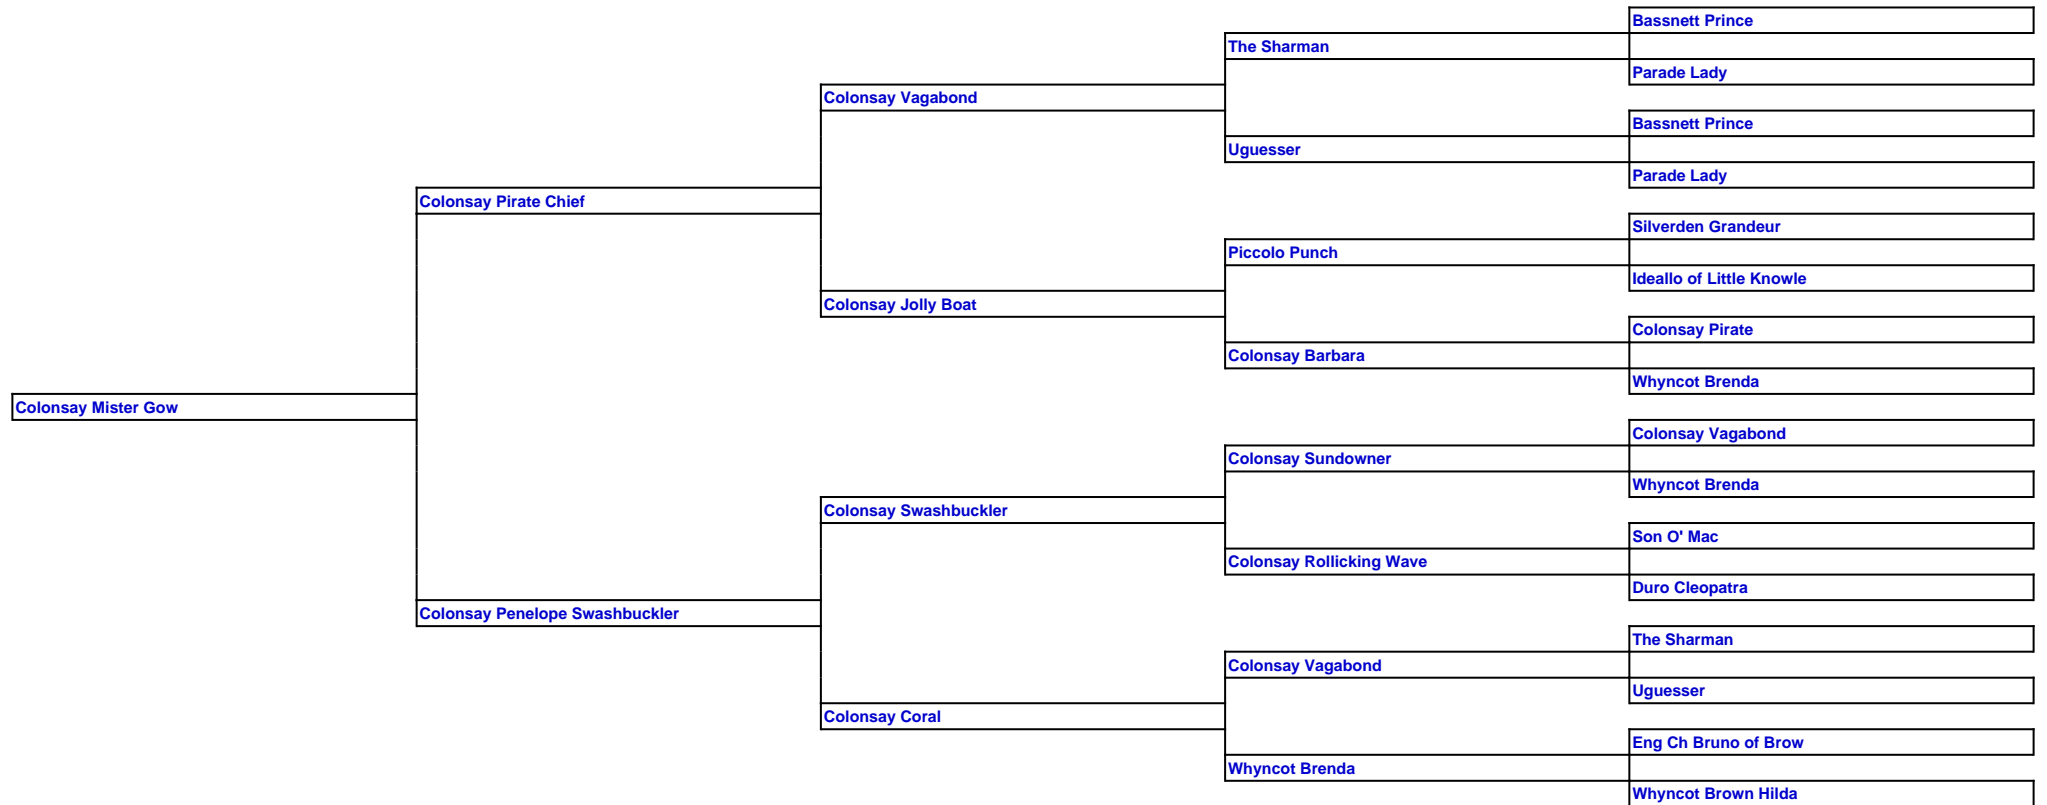 Bassnett Prince
The Sharman
Parade Lady
Colonsay Vagabond
Bassnett Prince
Uguesser
Parade Lady
Colonsay Pirate Chief
Silverden Grandeur
Piccolo Punch
Ideallo of Little Knowle
Colonsay Jolly Boat
Colonsay Pirate
Colonsay Barbara
Whyncot Brenda
Colonsay Mister Gow
Colonsay Vagabond
Colonsay Sundowner
Whyncot Brenda
Colonsay Swashbuckler
Son O' Mac
Colonsay Rollicking Wave
Duro Cleopatra
Colonsay Penelope Swashbuckler
The Sharman
Colonsay Vagabond
Uguesser
Colonsay Coral
Eng Ch Bruno of Brow
Whyncot Brenda
Whyncot Brown Hilda